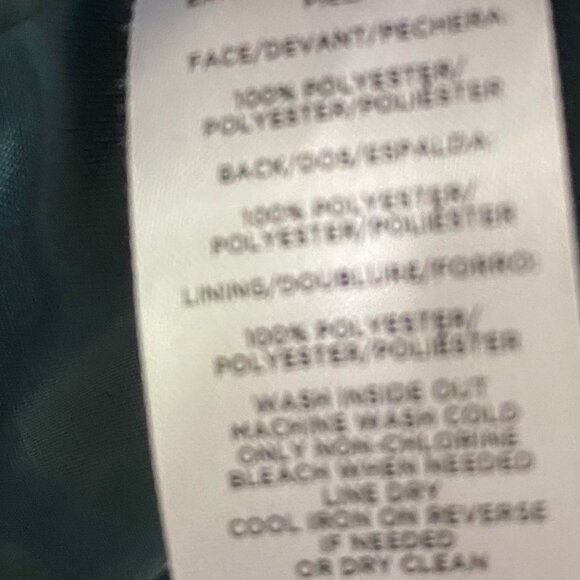 FACE/DEVANT/PECHERA:
100% POLYESTER/
POLYESTER/POLIÉSTER
BACK/DOS/ESPALDA:
100% POLYESTER/
POLYESTER/POLIÉSTER
LINING/DOUBLURE/FORRO:
100% POLYESTER/
POLYESTER/POLIÉSTER
WASH INSIDE OUT
MACHINE WASH COLD
ONLY NON-CHLORINE
BLEACH WHEN NEEDED
LINE DRY
COOL IRON ON REVERSE
IF NEEDED
OR DRY CLEAN